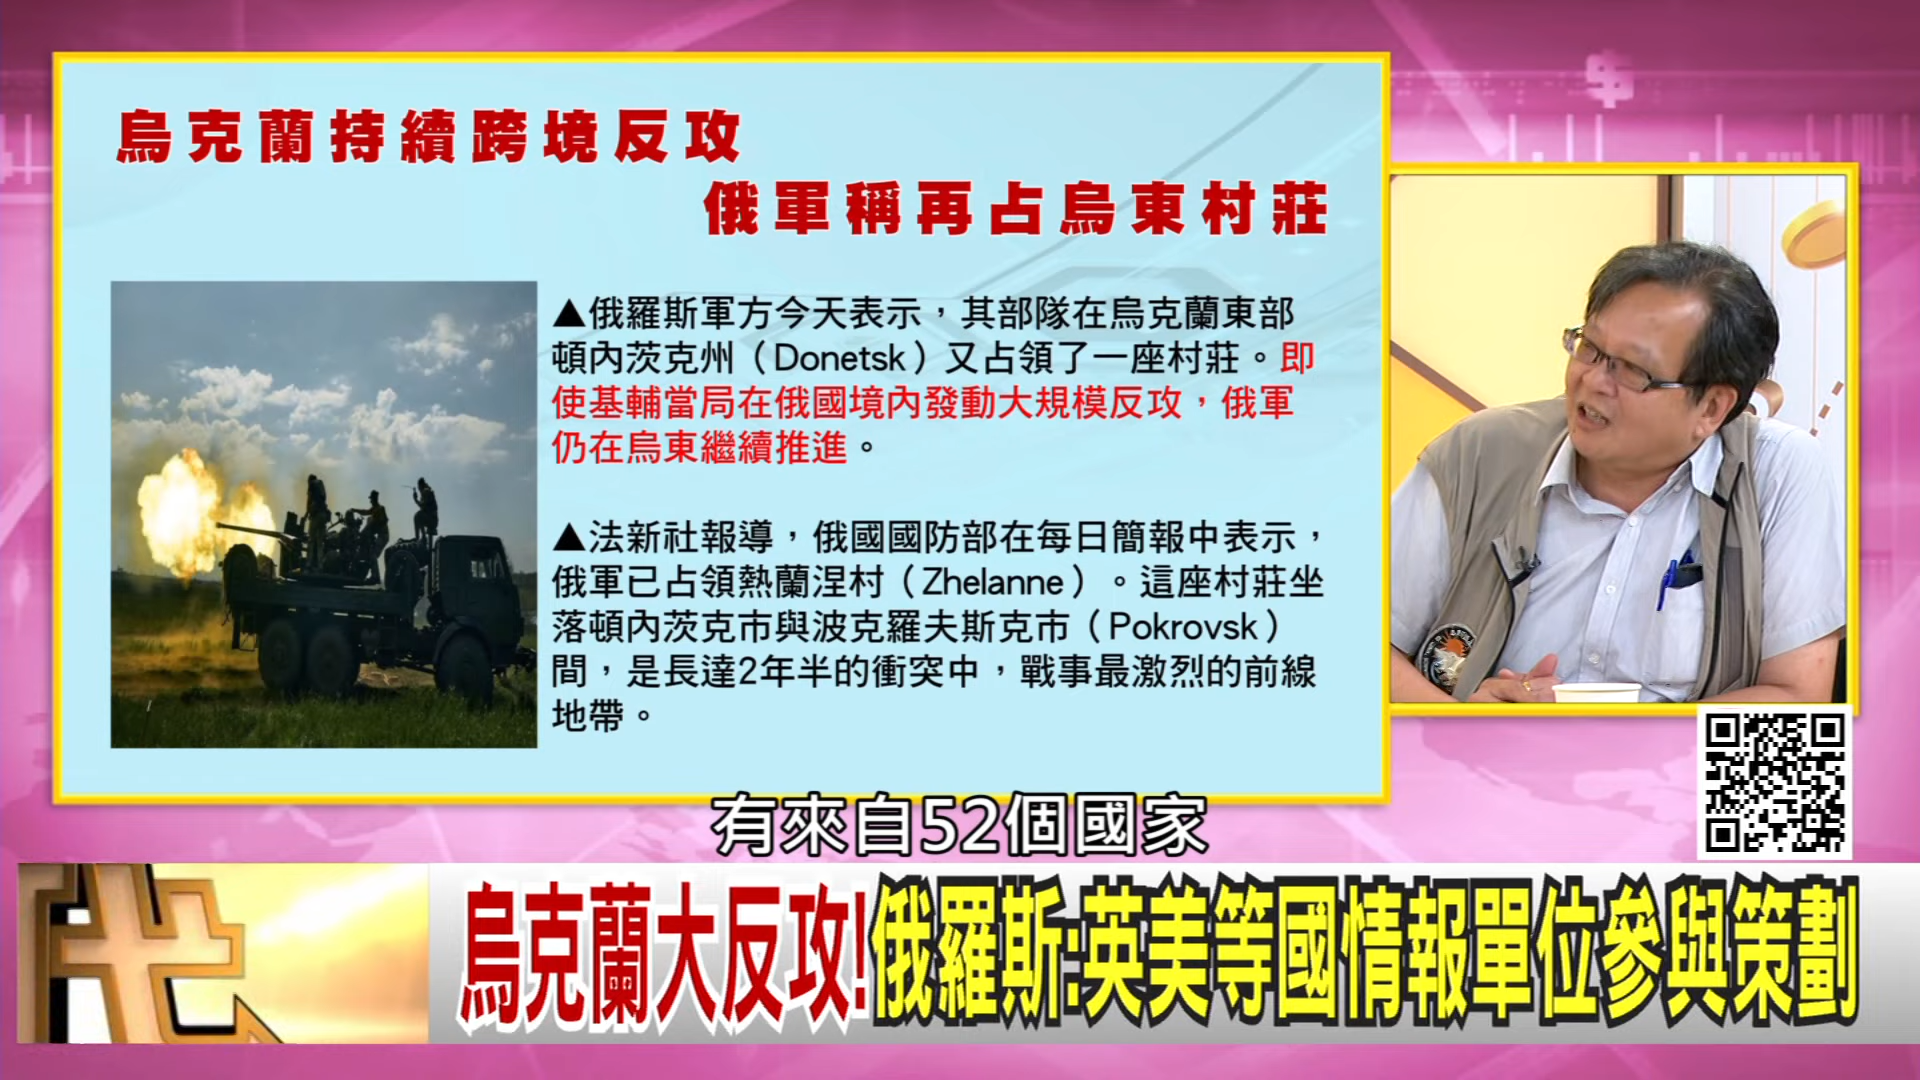 烏克蘭持續跨境反攻
俄軍稱再占烏東村莊
▲俄羅斯軍方今天表示，其部隊在烏克蘭東部
頓內茨克州（Donetsk）又占領了一座村莊。即
使基輔當局在俄國境內發動大規模反攻，俄軍
仍在烏東繼續推進。
▲法新社報導，俄國國防部在每日簡報中表示，
俄軍已占領熱蘭涅村（Zhelanne）。這座村莊坐
落頓內茨克市與波克羅夫斯克市（Pokrovsk）
間，是長達2年半的衝突中，戰事最激烈的前線
地帶。
有來自52個國家
烏克蘭大反攻!俄羅斯:英美等國情報單位參與策劃